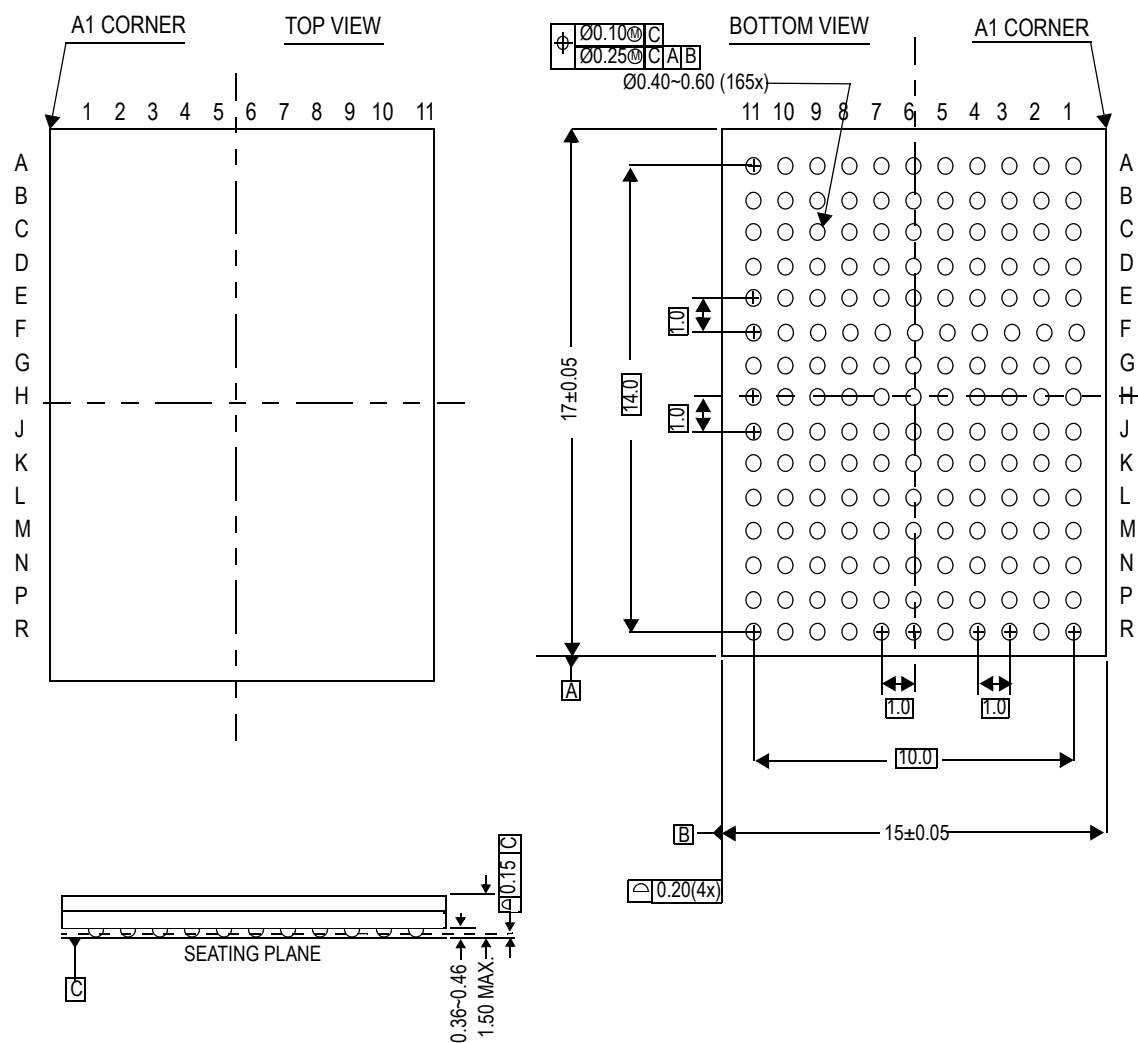 A1 CORNER
TOP VIEW
1 2 3 4 5 6 7 8 9 10 11
A
B
C
D
E
F
G
H
J
K
L
M
N
P
R
Ø0.10Ⓜ C
Ø0.25Ⓜ C A B
Ø0.40~0.60 (165x)
BOTTOM VIEW
A1 CORNER
11 10 9 8 7 6 5 4 3 2 1
A
B
C
D
E
F
G
H
J
K
L
M
N
P
R
1.0
1.0
14.0
17±0.05
A
1.0
1.0
10.0
B
15±0.05
0.20(4x)
0.15 C
SEATING PLANE
C
0.36~0.46
1.50 MAX.